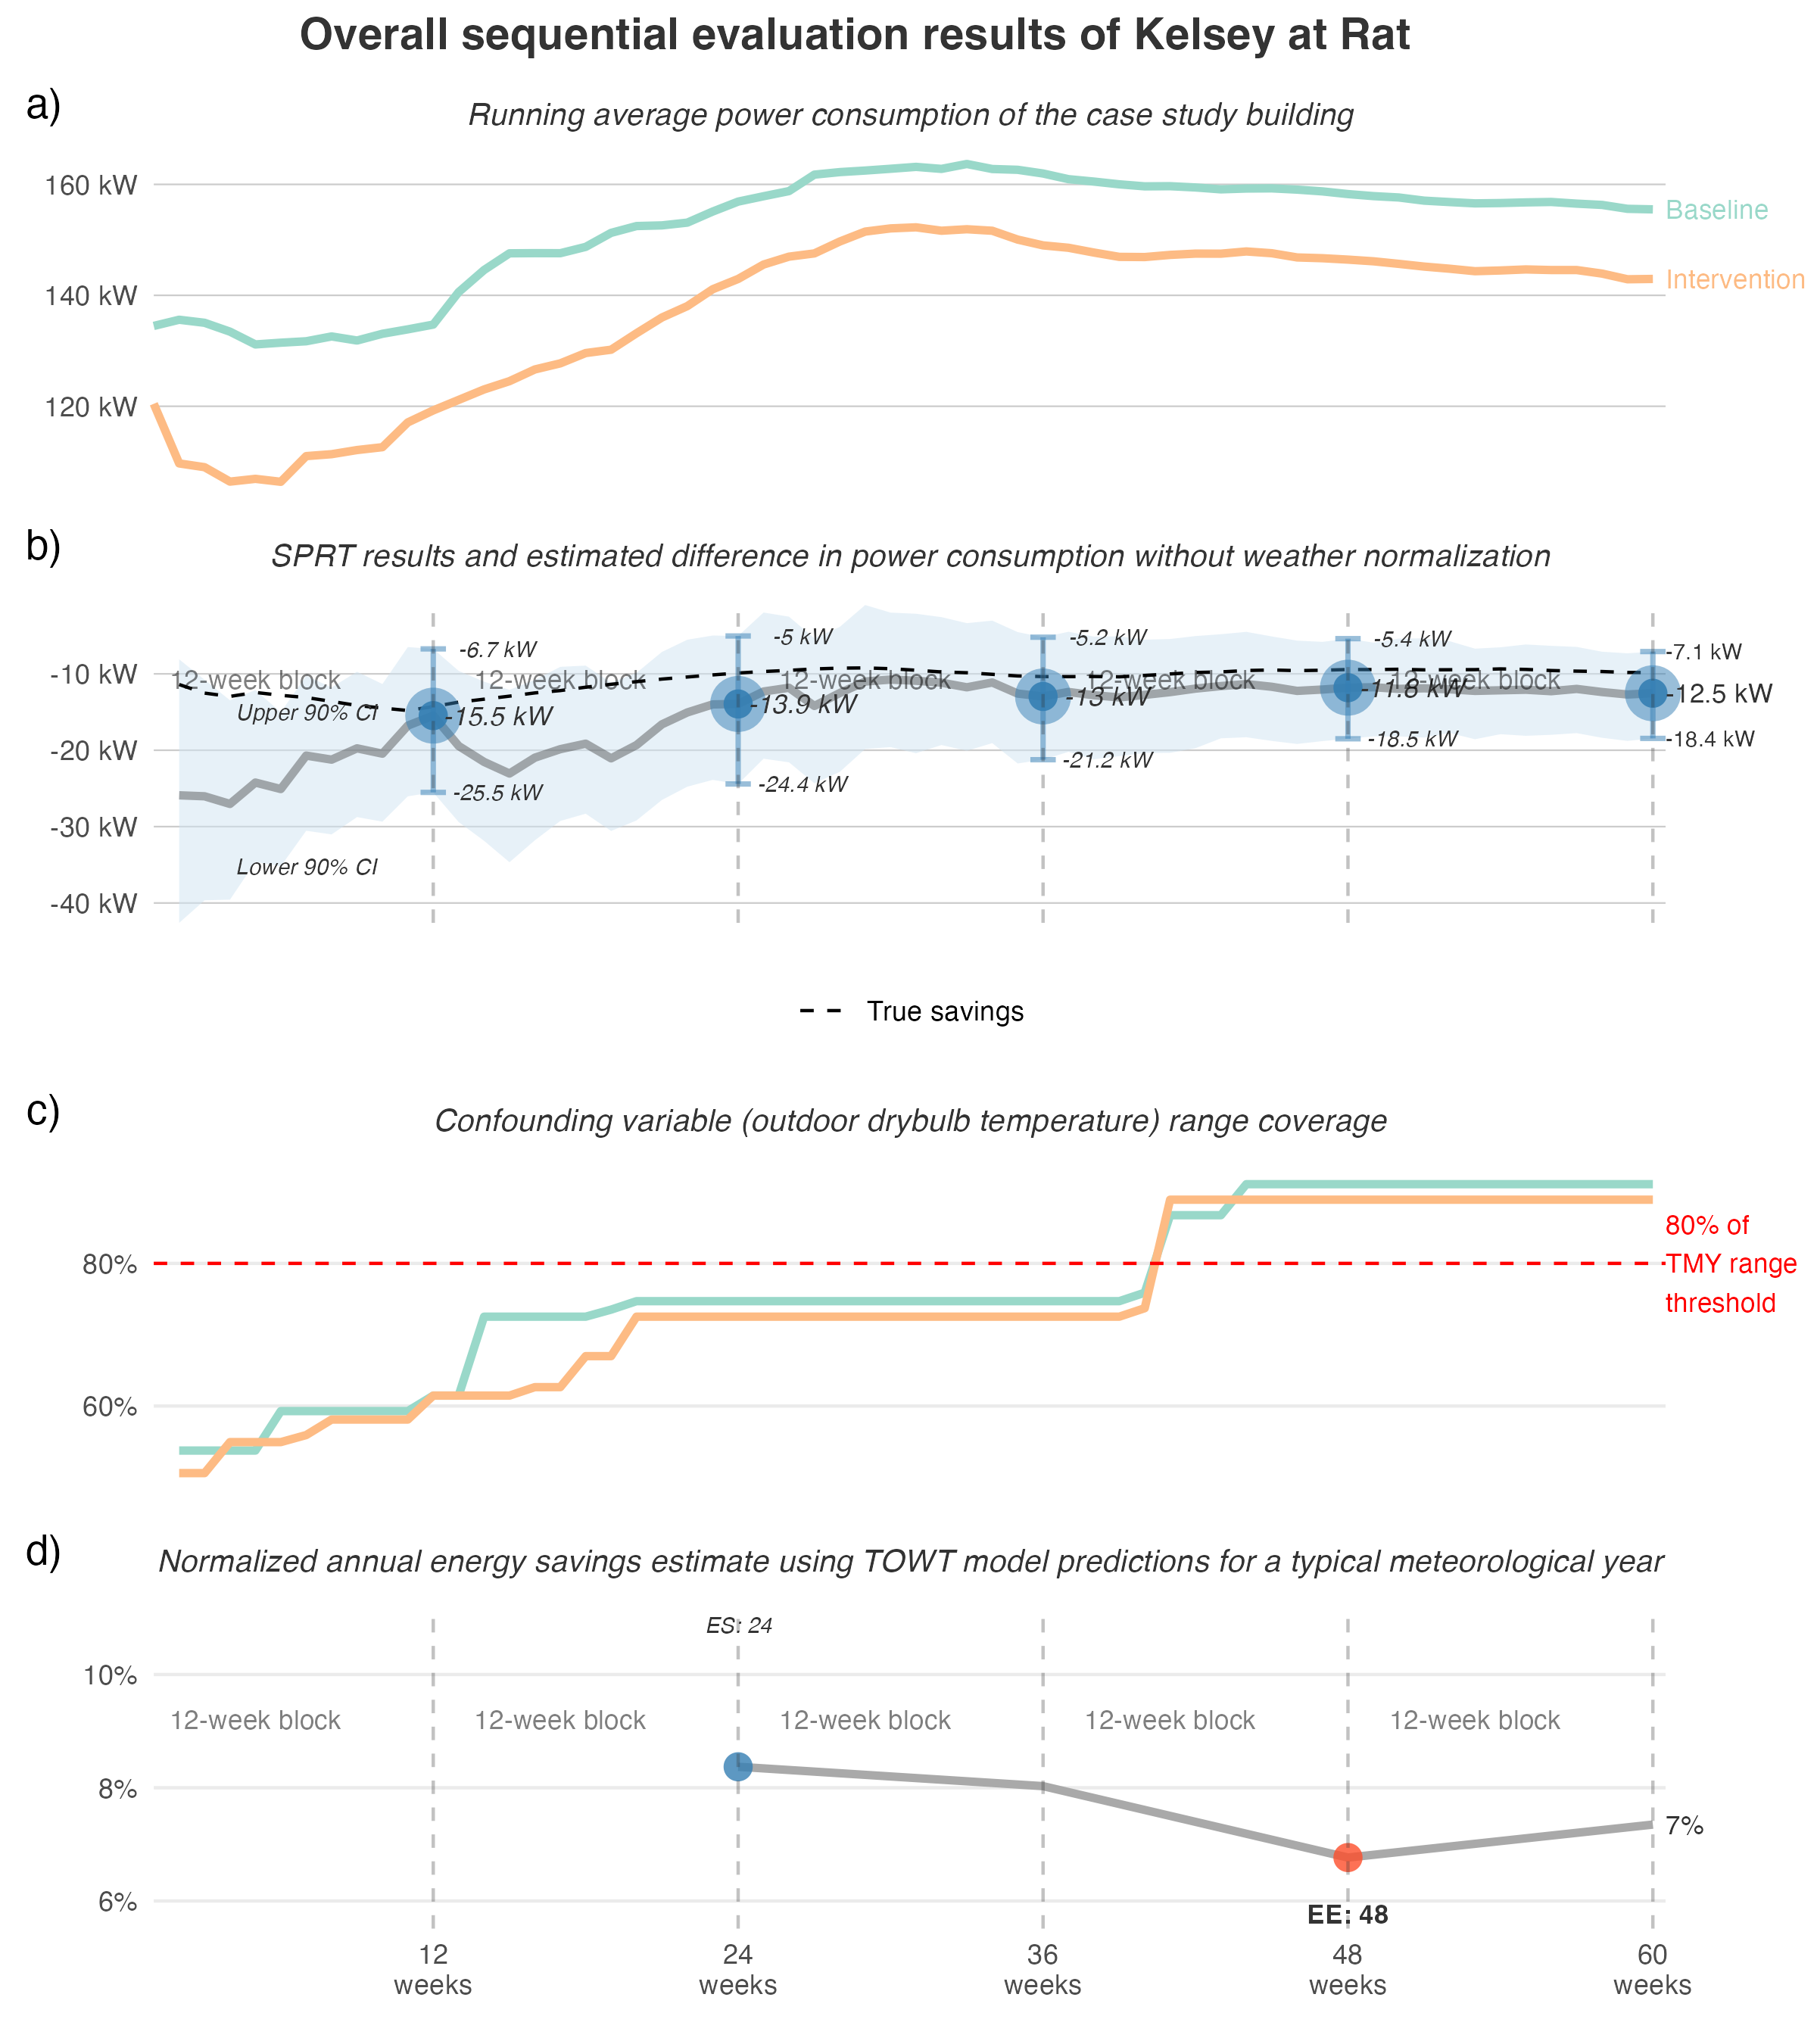 Overall sequential evaluation results of Kelsey at Rat
a)
Running average power consumption of the case study building
160 kW
140 kW
120 kW
Baseline
Intervention
b)
SPRT results and estimated difference in power consumption without weather normalization
-10 kW
-20 kW
-30 kW
-40 kW
12-week block
12-week block
12-week block
12-week block
12-week block
Upper 90% CI
Lower 90% CI
-6.7 kW
-15.5 kW
-25.5 kW
-5 kW
-13.9 kW
-24.4 kW
-5.2 kW
-13 kW
-21.2 kW
-5.4 kW
-11.8 kW
-18.5 kW
-7.1 kW
-12.5 kW
-18.4 kW
True savings
c)
Confounding variable (outdoor drybulb temperature) range coverage
80%
60%
80% of
TMY range
threshold
d)
Normalized annual energy savings estimate using TOWT model predictions for a typical meteorological year
ES: 24
10%
8%
6%
12-week block
12-week block
12-week block
12-week block
12-week block
7%
EE: 48
12
weeks
24
weeks
36
weeks
48
weeks
60
weeks